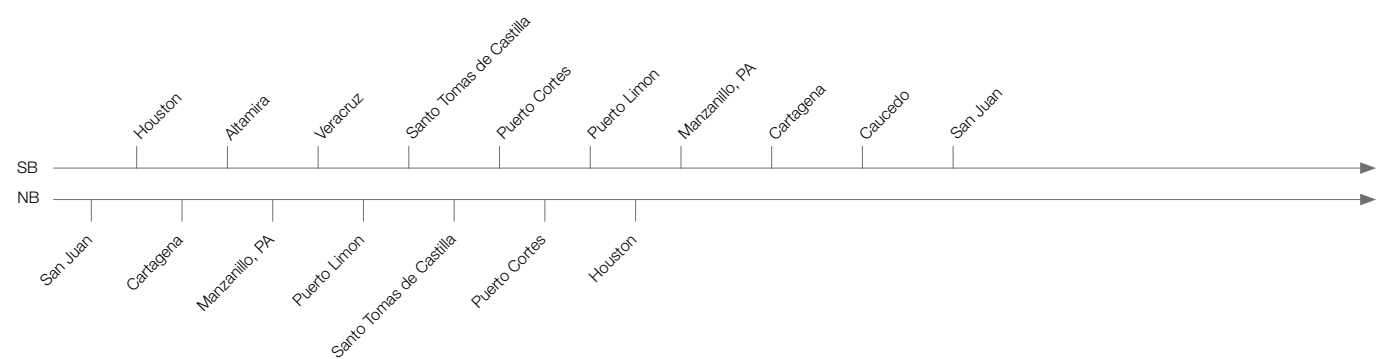 Houston
Altamira
Veracruz
Santo Tomas de Castilla
Puerto Cortes
Puerto Limon
Manzanillo, PA
Cartagena
Caucedo
San Juan
SB
NB
San Juan
Cartagena
Manzanillo, PA
Puerto Limon
Santo Tomas de Castilla
Puerto Cortes
Houston